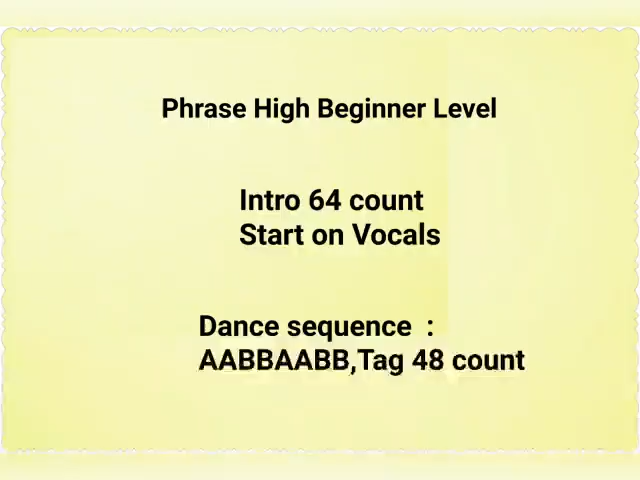 Phrase High Beginner Level
Intro 64 count
Start on Vocals
Dance sequence  :
AABBAABB,Tag 48 count